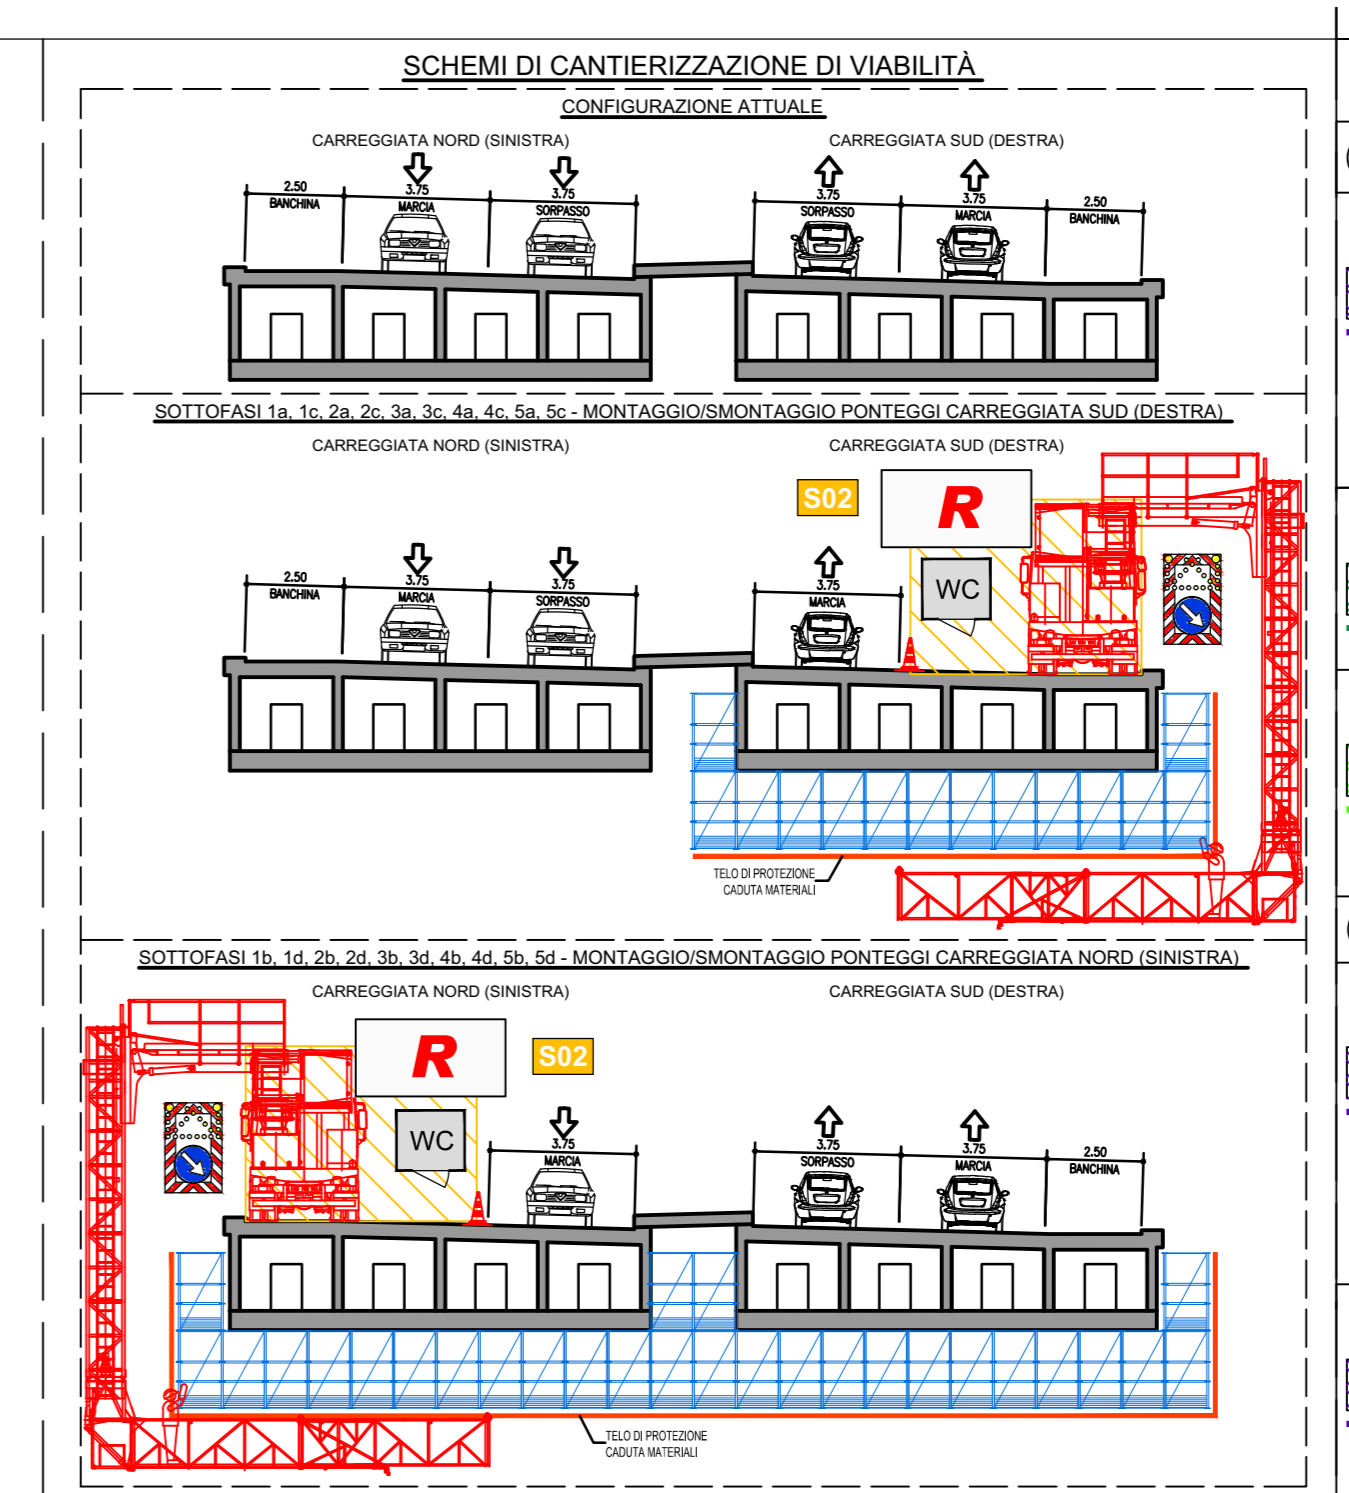 SCHEMI DI CANTIERIZZAZIONE DI VIABILITÀ
CONFIGURAZIONE ATTUALE
CARREGGIATA NORD (SINISTRA)
CARREGGIATA SUD (DESTRA)
2.50 3.75 3.75 3.75 3.75 2.50
BANCHINA MARCIA SORPASSO SORPASSO MARCIA BANCHINA
SOTTOFASI 1a, 1c, 2a, 2c, 3a, 3c, 4a, 4c, 5a, 5c - MONTAGGIO/SMONTAGGIO PONTEGGI CARREGGIATA SUD (DESTRA)
CARREGGIATA NORD (SINISTRA)
CARREGGIATA SUD (DESTRA)
S02
R
WC
2.50 3.75 3.75 3.75
BANCHINA MARCIA SORPASSO MARCIA
TELO DI PROTEZIONE
CADUTA MATERIALI
SOTTOFASI 1b, 1d, 2b, 2d, 3b, 3d, 4b, 4d, 5b, 5d - MONTAGGIO/SMONTAGGIO PONTEGGI CARREGGIATA NORD (SINISTRA)
CARREGGIATA NORD (SINISTRA)
CARREGGIATA SUD (DESTRA)
R
S02
WC
3.75 3.75 3.75 2.50
MARCIA SORPASSO MARCIA BANCHINA
TELO DI PROTEZIONE
CADUTA MATERIALI